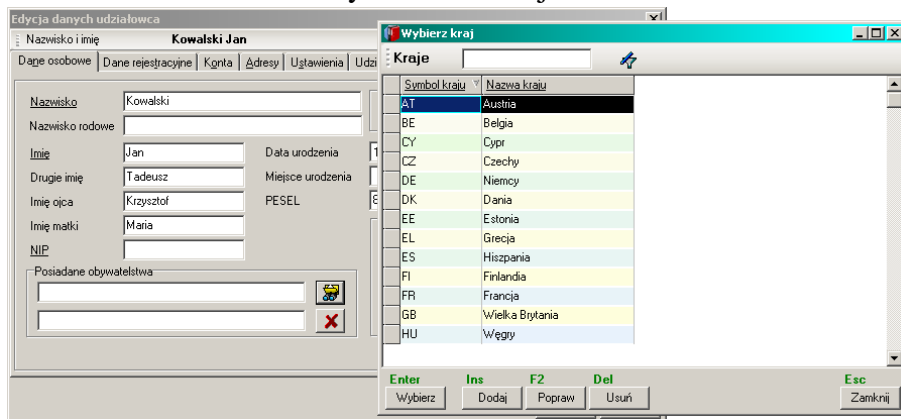 Edycja danych udziałowca
Nazwisko i imię Kowalski Jan
Dane osobowe Dane rejestracyjne Konta Adresy Ustawienia Udzi
Nazwisko Kowalski
Nazwisko rodowe
Imię Jan Data urodzenia 1
Drugie imię Tadeusz Miejsce urodzenia
Imię ojca Krzysztof PESEL 8
Imię matki Maria
NIP
Posiadane obywatelstwa
Wybierz kraj
Kraje
Symbol kraju Nazwa kraju
AT Austria
BE Belgia
CY Cypr
CZ Czechy
DE Niemcy
DK Dania
EE Estonia
EL Grecja
ES Hiszpania
FI Finlandia
FR Francja
GB Wielka Brytania
HU Węgry
Enter Ins F2 Del Esc
Wybierz Dodaj Popraw Usuń Zamknij